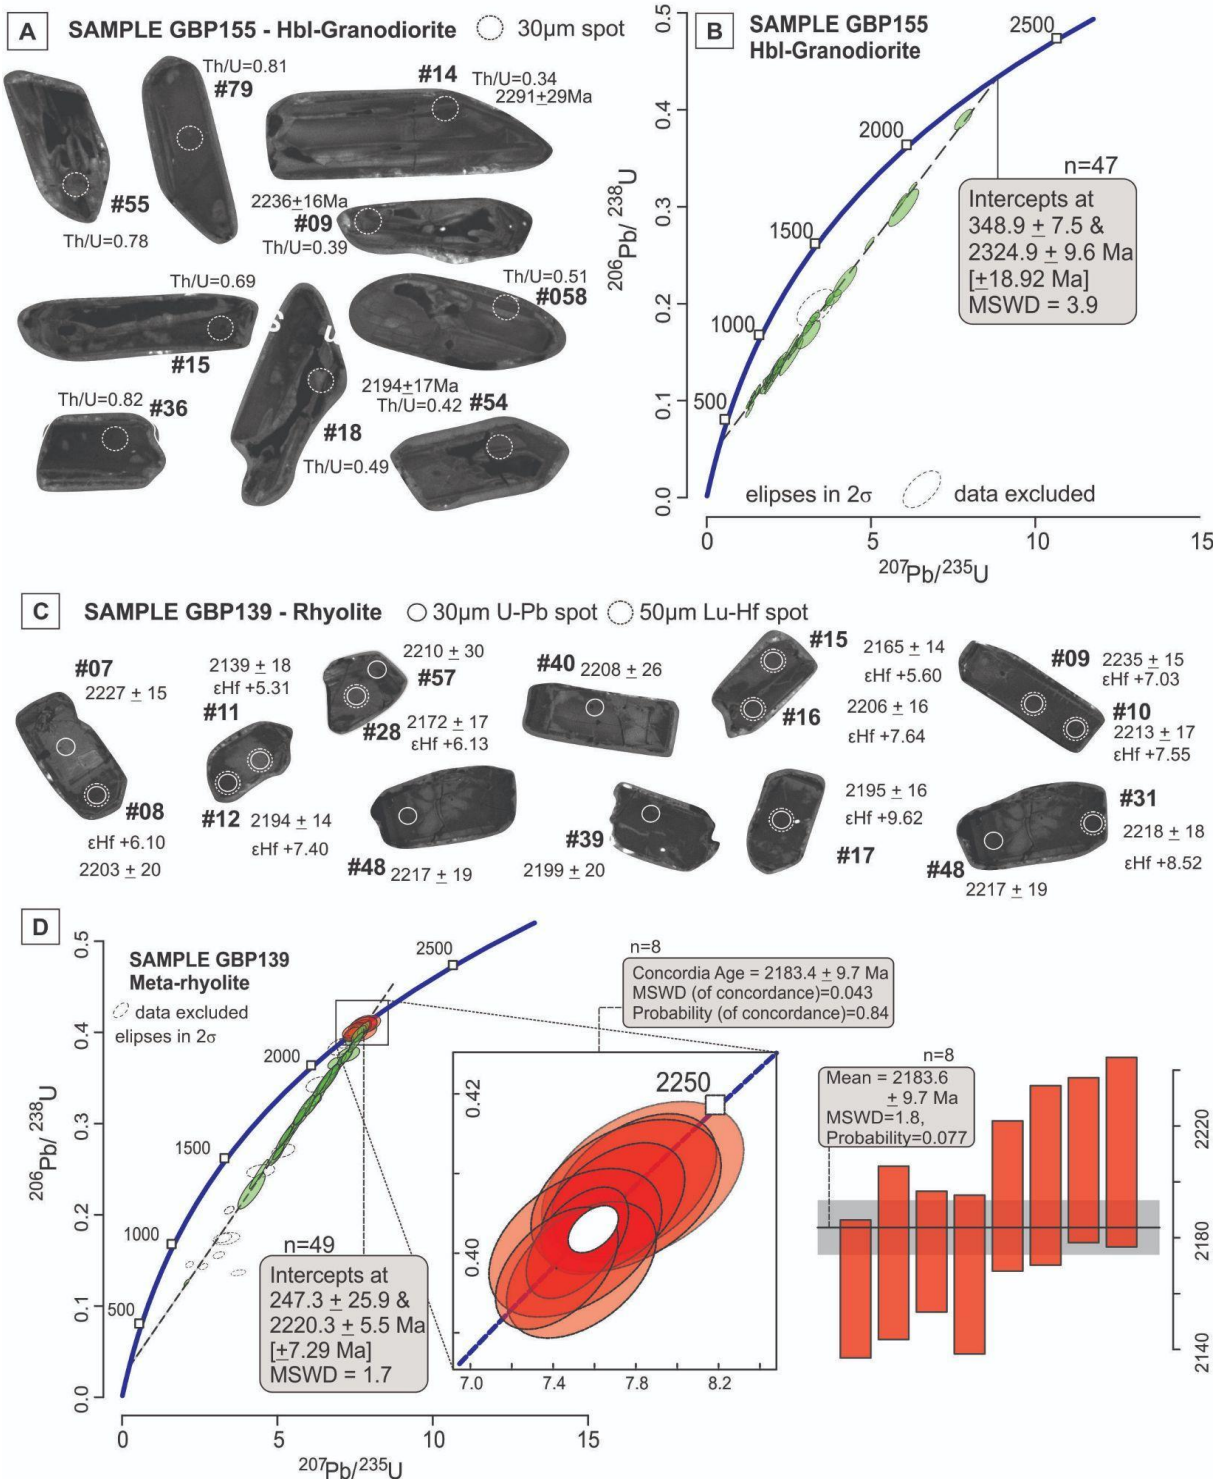 A SAMPLE GBP155 - Hbl-Granodiorite 30µm spot
Th/U=0.81
#79
#14 Th/U=0.34
2291±29Ma
#55
Th/U=0.78
2236±16Ma
#09
Th/U=0.39
Th/U=0.69
#15
Th/U=0.51
#058
Th/U=0.82
#36
#18
Th/U=0.49
2194±17Ma
Th/U=0.42 #54
B SAMPLE GBP155
Hbl-Granodiorite
2500
2000
1500
1000
500
n=47
Intercepts at
348.9 ± 7.5 &
2324.9 ± 9.6 Ma
[±18.92 Ma]
MSWD = 3.9
elipses in 2σ data excluded
0.5
0.4
0.3
0.2
0.1
0.0
206Pb/ 238U
0 5 10 15
207Pb/235U
C SAMPLE GBP139 - Rhyolite 30µm U-Pb spot 50µm Lu-Hf spot
#07
2227 ± 15
#08
εHf +6.10
2203 ± 20
2139 ± 18
εHf +5.31
#11
#12 2194 ± 14
εHf +7.40
2210 ± 30
#57
#28 2172 ± 17
εHf +6.13
#48 2217 ± 19
#40 2208 ± 26
#39
2199 ± 20
#15 2165 ± 14
εHf +5.60
#16 2206 ± 16
εHf +7.64
2195 ± 16
εHf +9.62
#17
#09 2235 ± 15
εHf +7.03
#10
2213 ± 17
εHf +7.55
#31
2218 ± 18
εHf +8.52
#48
2217 ± 19
D SAMPLE GBP139
Meta-rhyolite
data excluded
elipses in 2σ
2500
2000
1500
1000
500
0.5
0.4
0.3
0.2
0.1
0.0
206Pb/ 238U
0 5 10 15
207Pb/235U
n=49
Intercepts at
247.3 ± 25.9 &
2220.3 ± 5.5 Ma
[±7.29 Ma]
MSWD = 1.7
n=8
Concordia Age = 2183.4 ± 9.7 Ma
MSWD (of concordance)=0.043
Probability (of concordance)=0.84
2250
0.42
0.40
7.0 7.4 7.8 8.2
n=8
Mean = 2183.6
± 9.7 Ma
MSWD=1.8,
Probability=0.077
2220
2180
2140